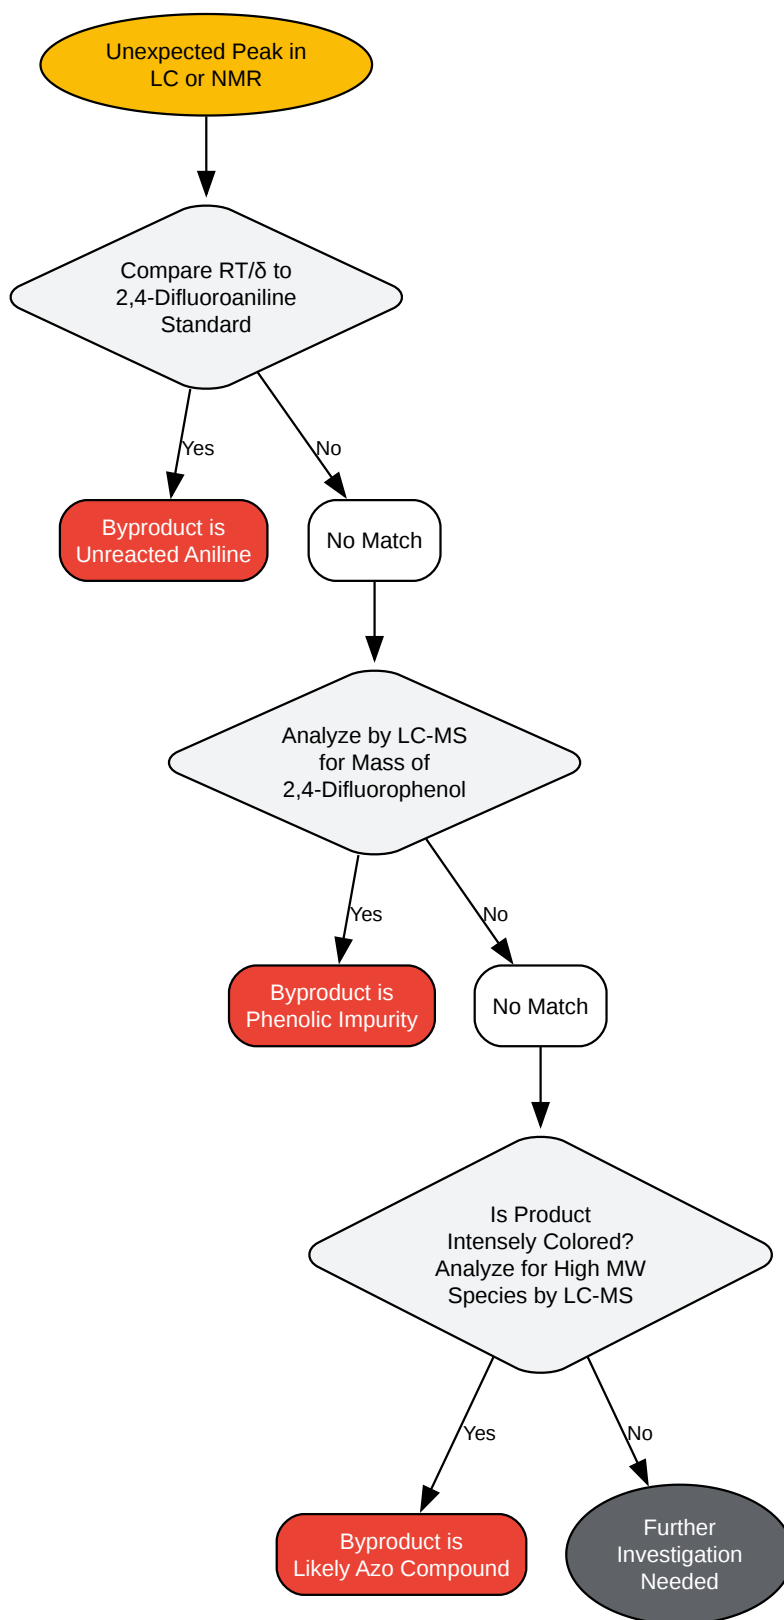 Unexpected Peak in
LC or NMR
Compare RT/δ to
2,4-Difluoroaniline
Standard
Yes
No
Byproduct is
Unreacted Aniline
No Match
Analyze by LC-MS
for Mass of
2,4-Difluorophenol
Yes
No
Byproduct is
Phenolic Impurity
No Match
Is Product
Intensely Colored?
Analyze for High MW
Species by LC-MS
Yes
No
Byproduct is
Likely Azo Compound
Further
Investigation
Needed